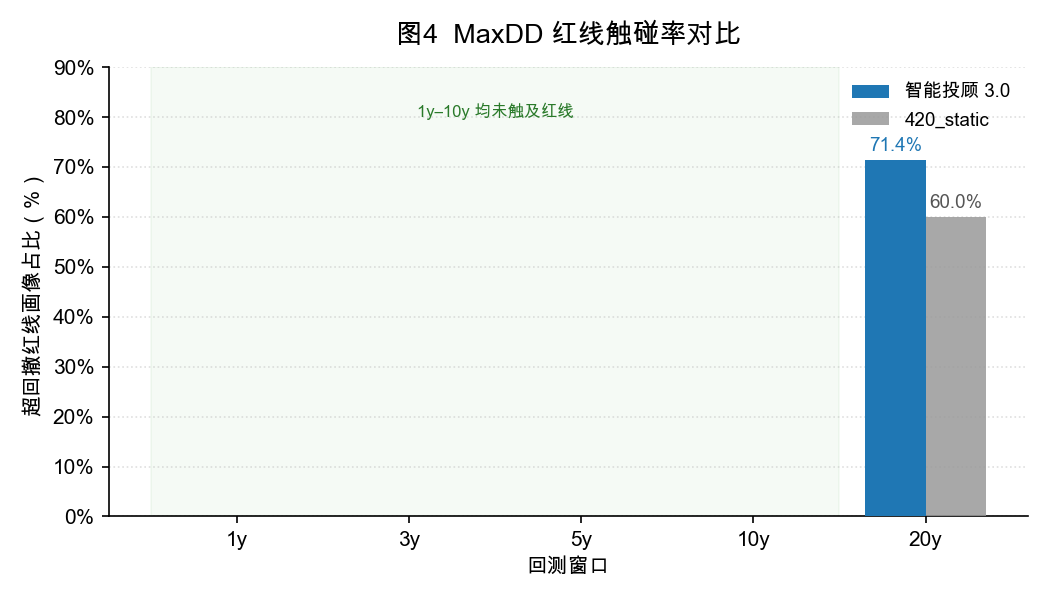 图4 MaxDD 红线触碰率对比
智能投顾 3.0
420_static
1y–10y 均未触及红线
71.4%
60.0%
超回撤红线画像占比 ( % )
90%
80%
70%
60%
50%
40%
30%
20%
10%
0%
1y
3y
5y
10y
20y
回测窗口